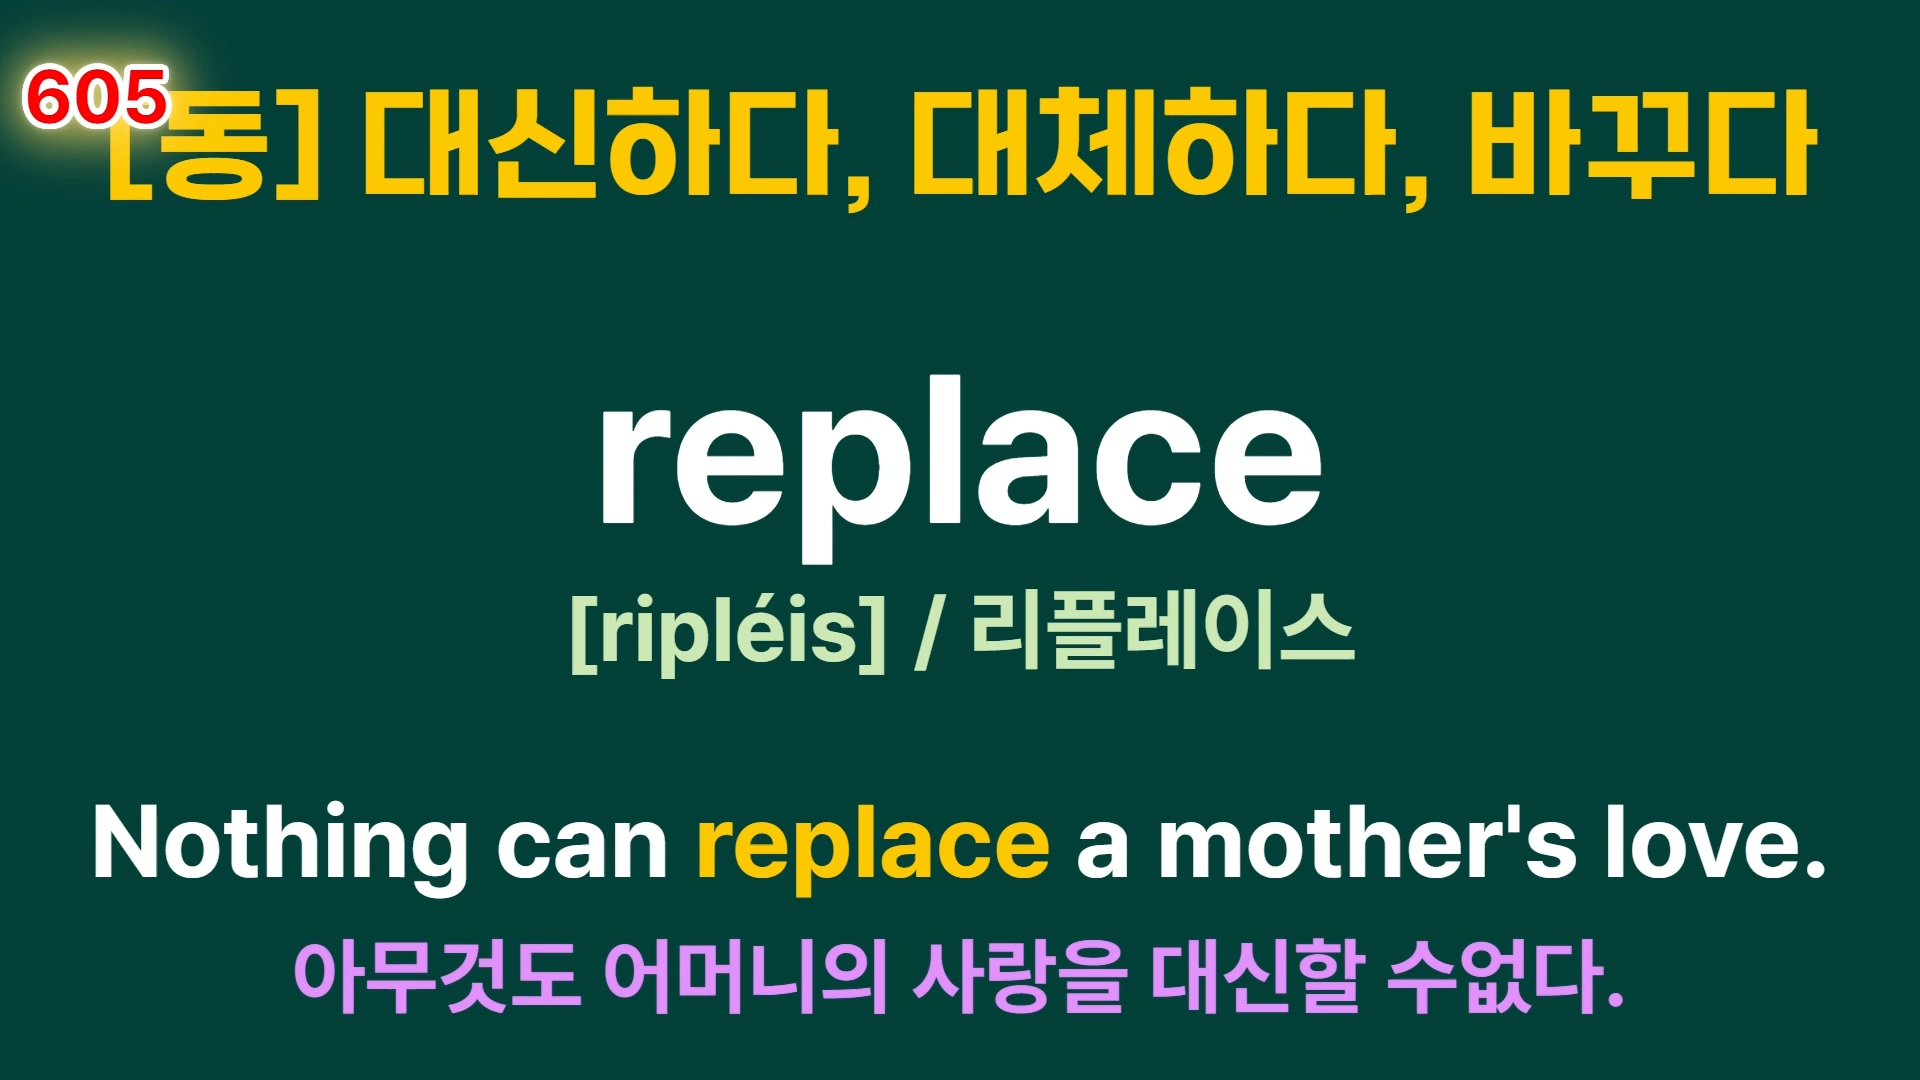 605
[동] 대신하다, 대체하다, 바꾸다
replace
[ripléis] / 리플레이스
Nothing can replace a mother's love.
아무것도 어머니의 사랑을 대신할 수없다.